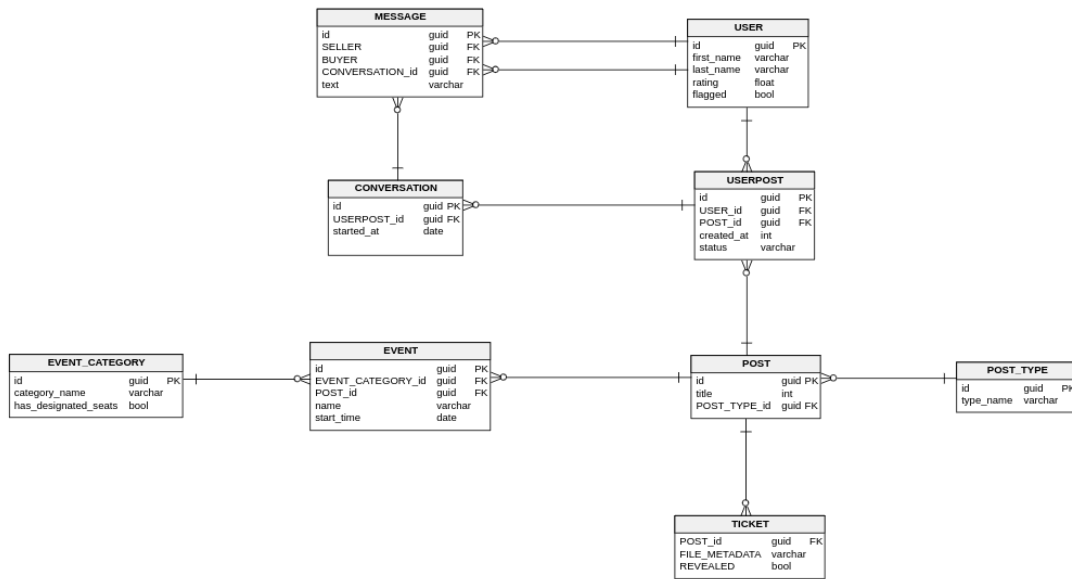 MESSAGE
id guid PK
SELLER guid FK
BUYER guid FK
CONVERSATION_id guid FK
text varchar
USER
id guid PK
first_name varchar
last_name varchar
rating float
flagged bool
CONVERSATION
id guid PK
USERPOST_id guid FK
started_at date
USERPOST
id guid PK
USER_id guid FK
POST_id guid FK
created_at int
status varchar
EVENT_CATEGORY
id guid PK
category_name varchar
has_designated_seats bool
EVENT
id guid PK
EVENT_CATEGORY_id guid FK
POST_id guid FK
name varchar
start_time date
POST
id guid PK
title int
POST_TYPE_id guid FK
POST_TYPE
id guid PK
type_name varchar
TICKET
POST_id guid FK
FILE_METADATA varchar
REVEALED bool